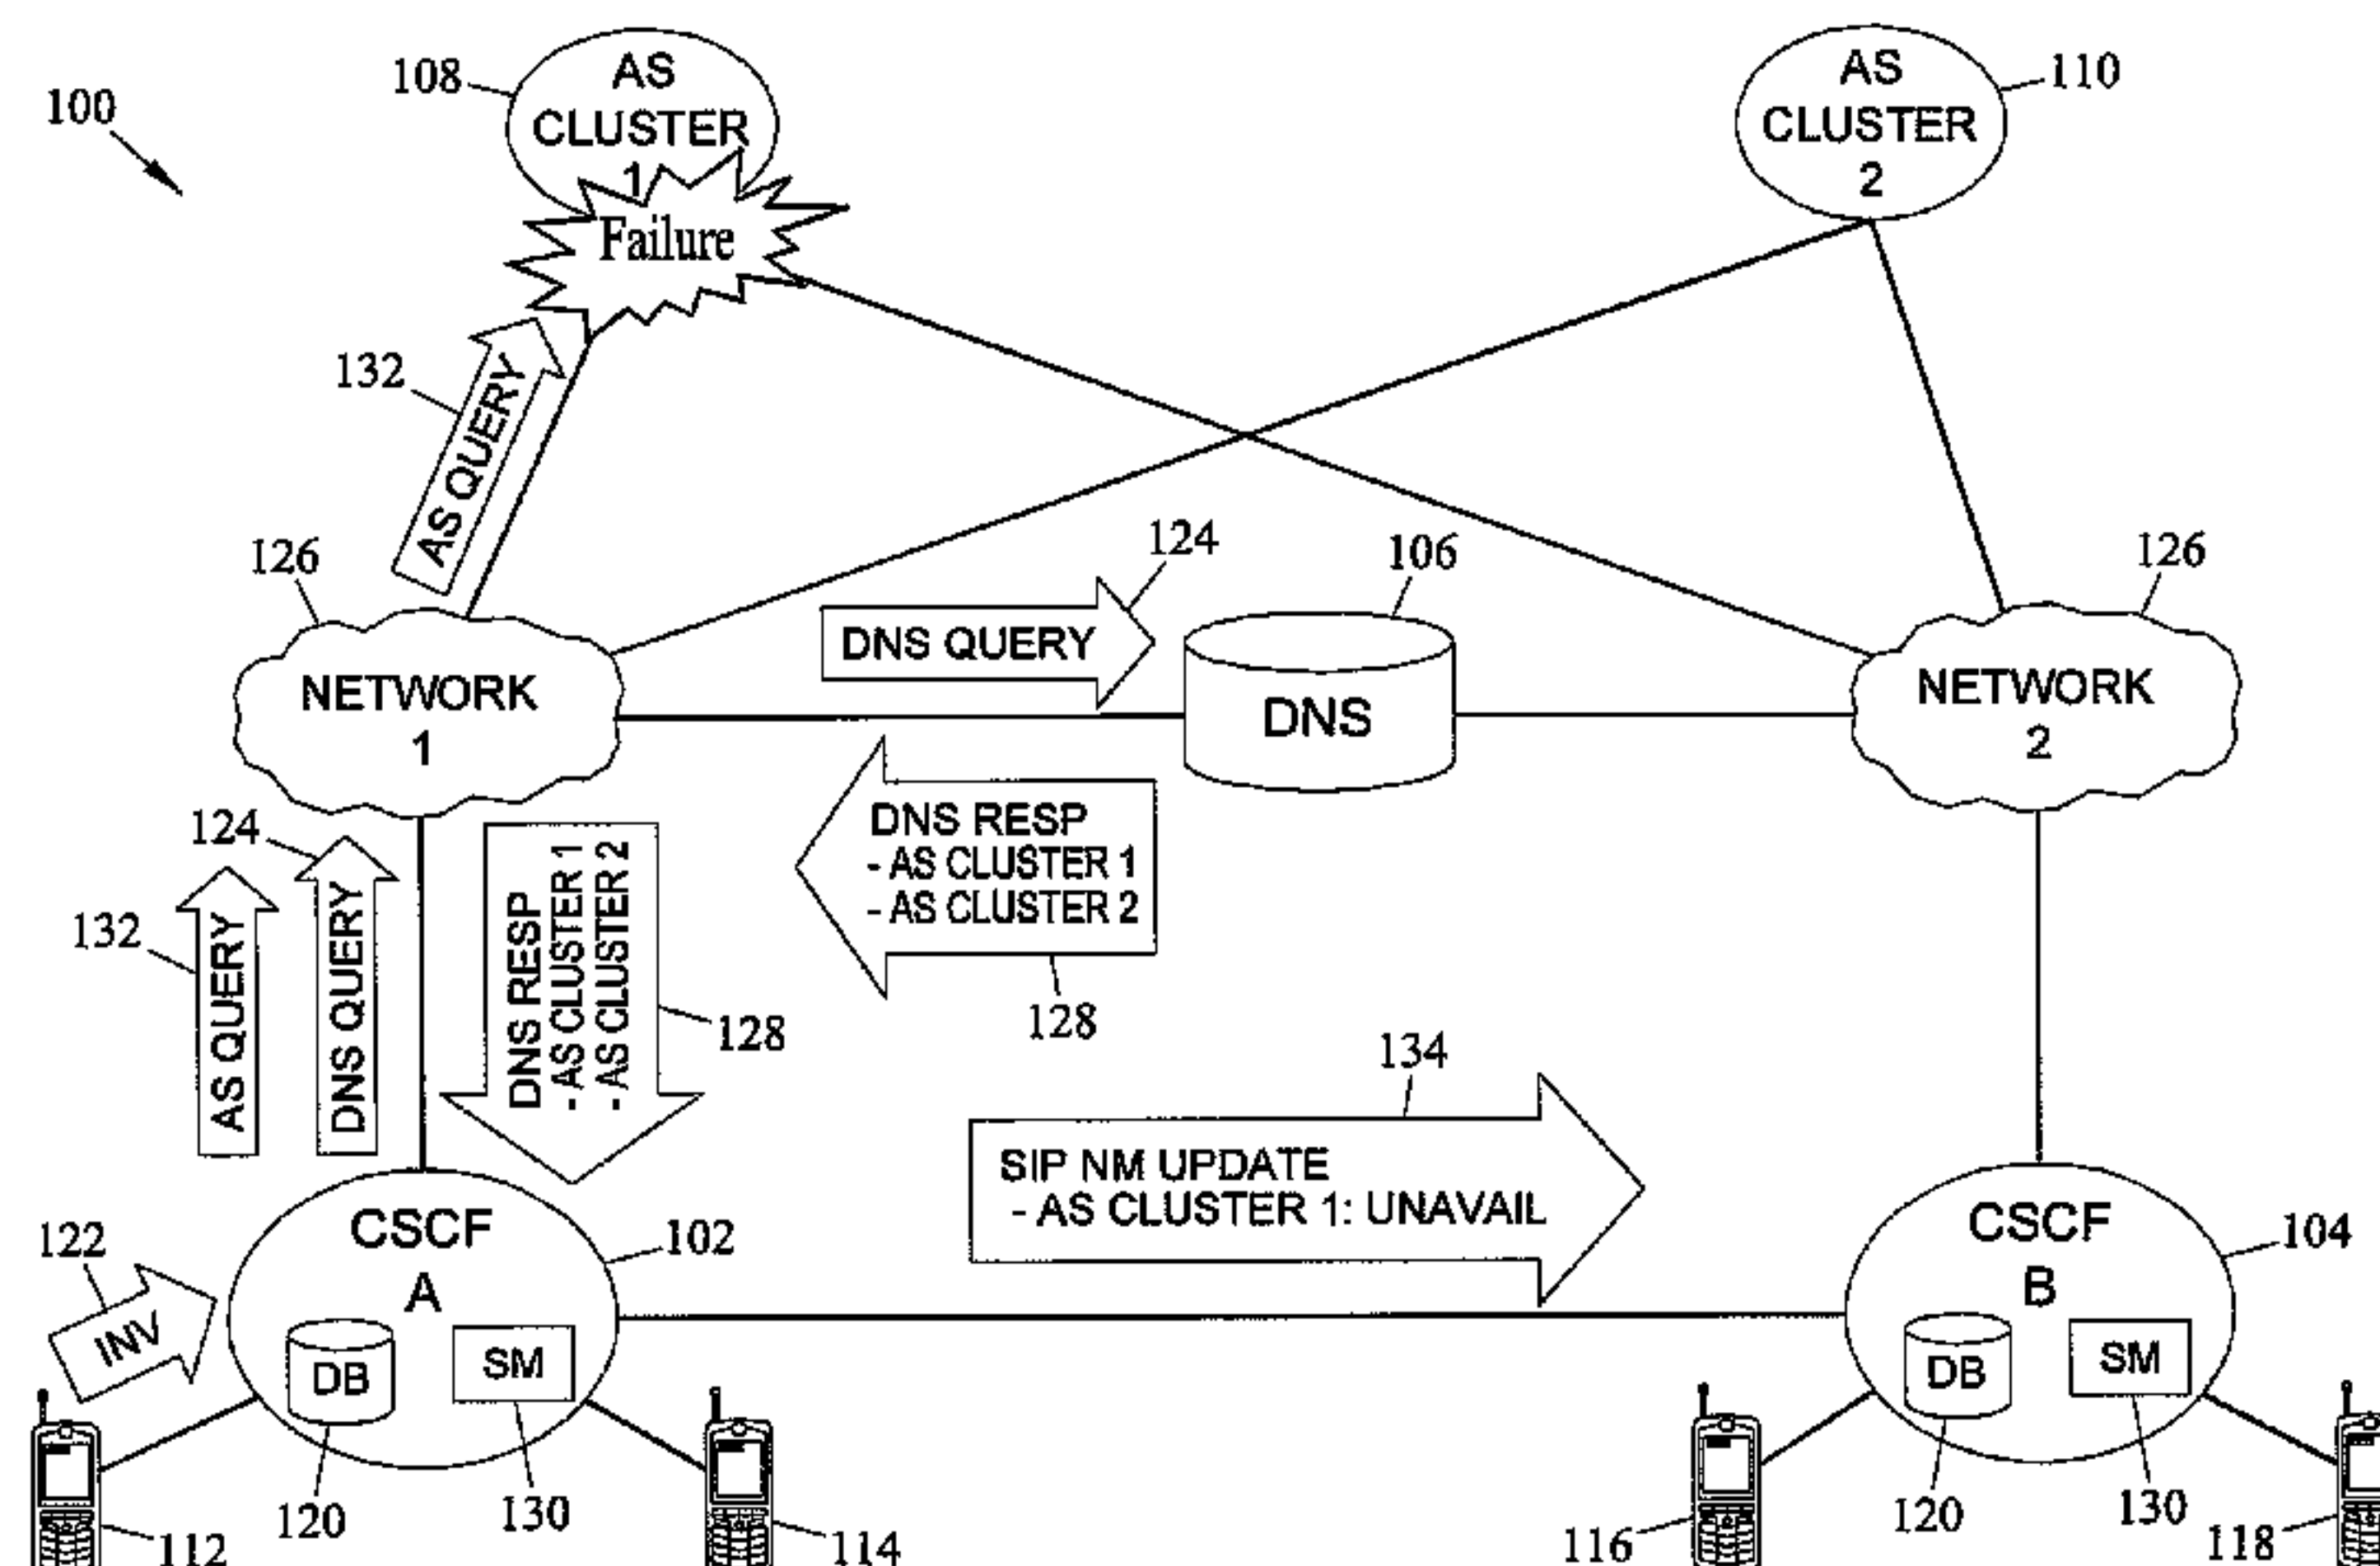 100
108
AS
CLUSTER
1
Failure
AS
CLUSTER
2
110
132
AS QUERY
126
NETWORK
1
DNS QUERY
124
106
DNS
126
NETWORK
2
DNS RESP
- AS CLUSTER 1
- AS CLUSTER 2
128
124
132
AS QUERY
DNS QUERY
DNS RESP
- AS CLUSTER 1
- AS CLUSTER 2
128
134
SIP NM UPDATE
- AS CLUSTER 1: UNAVAIL
122
INV
CSCF
A
102
DB
SM
120
130
112
114
CSCF
B
104
DB
SM
120
130
116
118